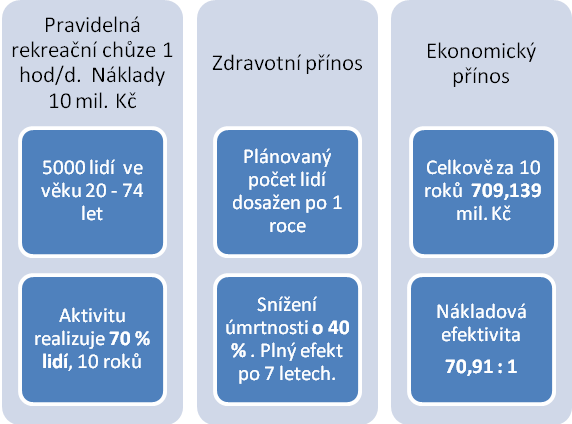 Pravidelná
rekreační chůze 1
hod/d.  Náklady
10 mil. Kč
5000 lidí  ve
věku 20 - 74
let
Aktivitu
realizuje 70 %
lidí, 10 roků
Zdravotní přínos
Plánovaný
počet lidí
dosažen po 1
roce
Snížení
úmrtnosti o 40
% . Plný efekt
po 7 letech.
Ekonomický
přínos
Celkově za 10
roků  709,139
mil. Kč
Nákladová
efektivita
70,91 : 1